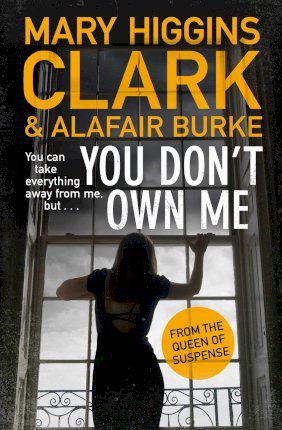 MARY HIGGINS
CLARK
& ALAFAIR BURKE
You can
take
everything
away from me,
but . . .
YOU DON'T
OWN ME
FROM THE
QUEEN OF
SUSPENSE